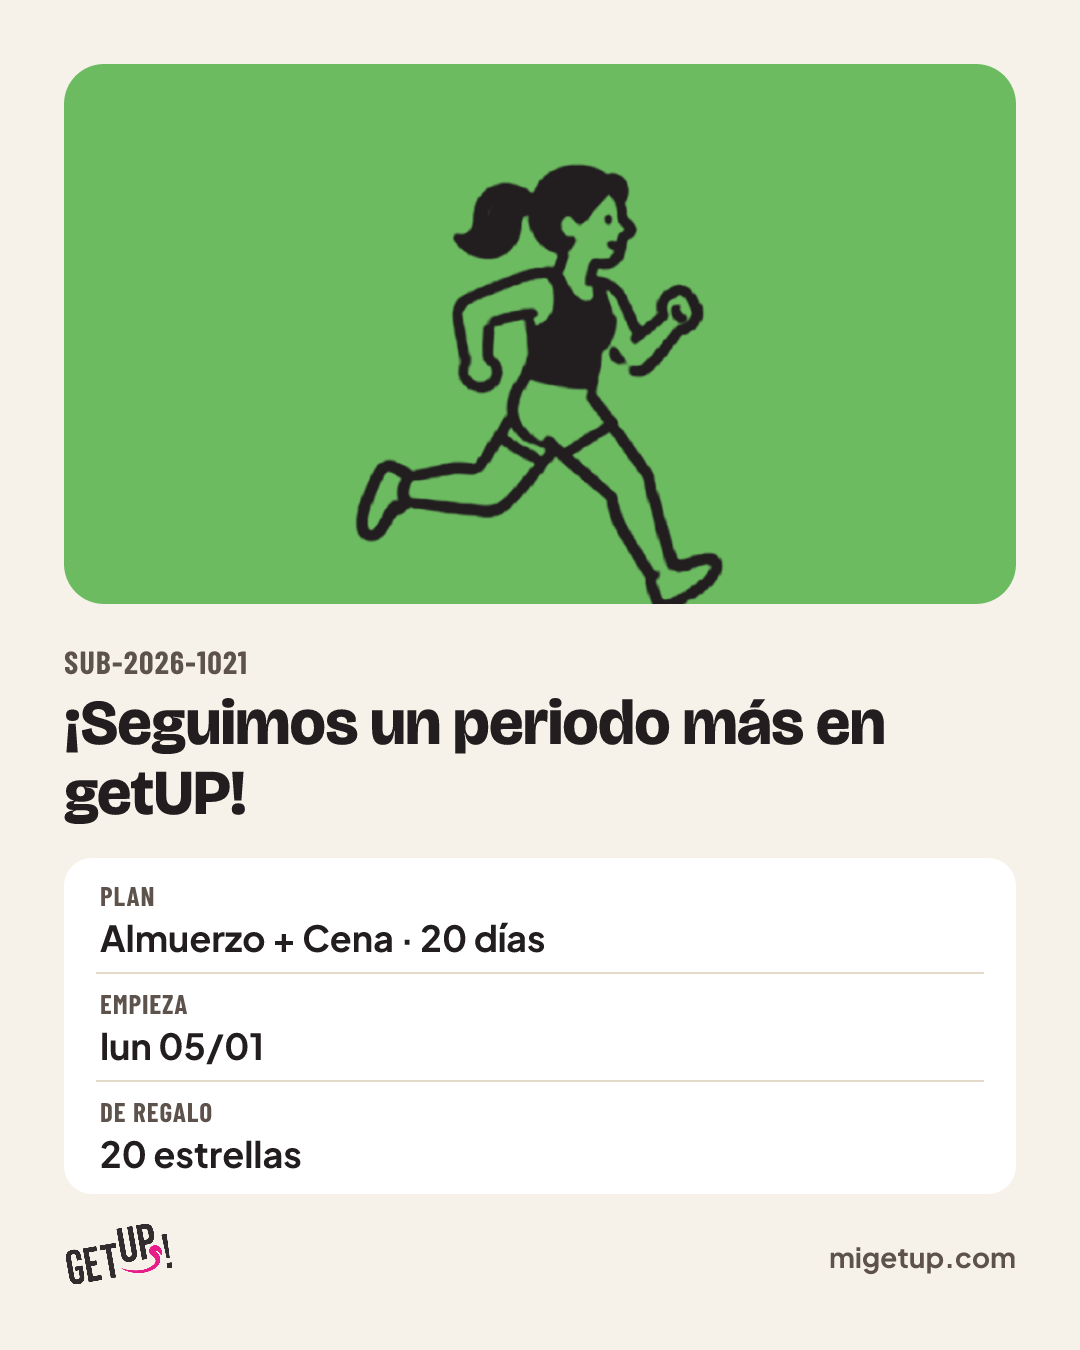 SUB-2026-1021
¡Seguimos un periodo más en
getUP!
PLAN
Almuerzo + Cena · 20 días
EMPIEZA
lun 05/01
DE REGALO
20 estrellas
GETUP!
migetup.com